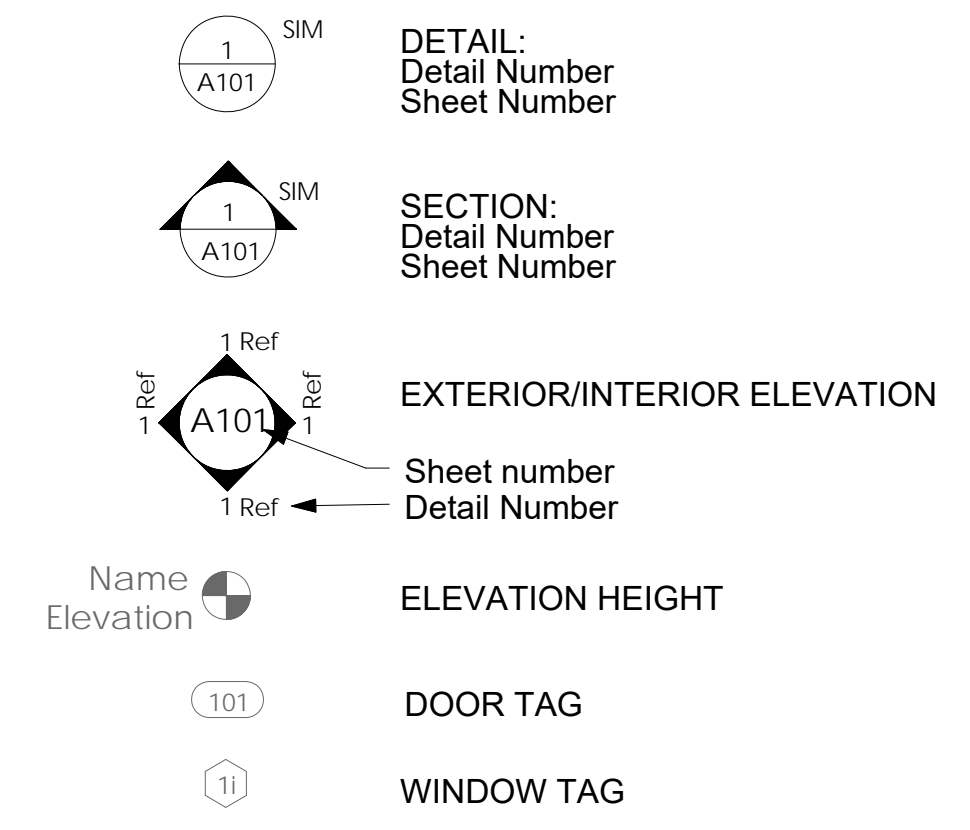 1
A101
SIM
DETAIL:
Detail Number
Sheet Number
1
A101
SIM
SECTION:
Detail Number
Sheet Number
1 Ref
1 Ref
A101
1 Ref
1 Ref
EXTERIOR/INTERIOR ELEVATION
Sheet number
Detail Number
Name
Elevation
ELEVATION HEIGHT
101
DOOR TAG
1i
WINDOW TAG